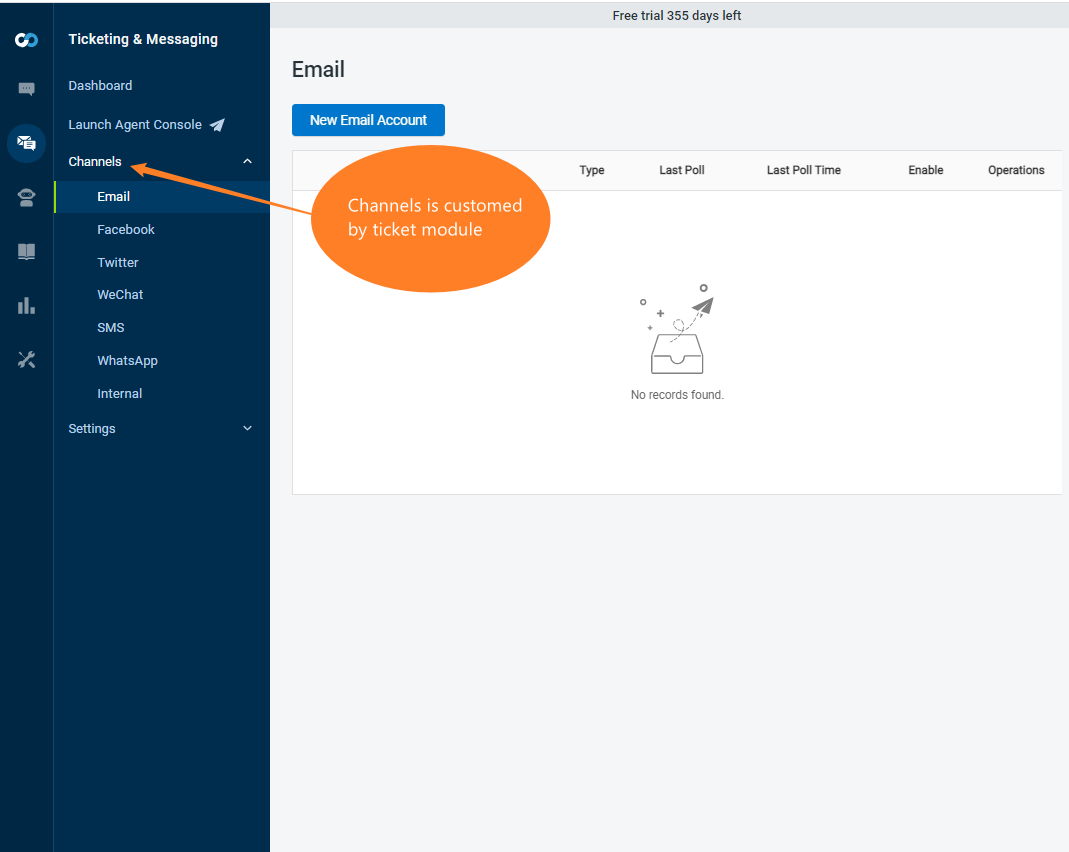 Free trial 355 days left
Ticketing & Messaging
Dashboard
Launch Agent Console
Channels
Email
Facebook
Twitter
WeChat
SMS
WhatsApp
Internal
Settings
Email
New Email Account
Type Last Poll Last Poll Time Enable Operations
Channels is customed
by ticket module
No records found.